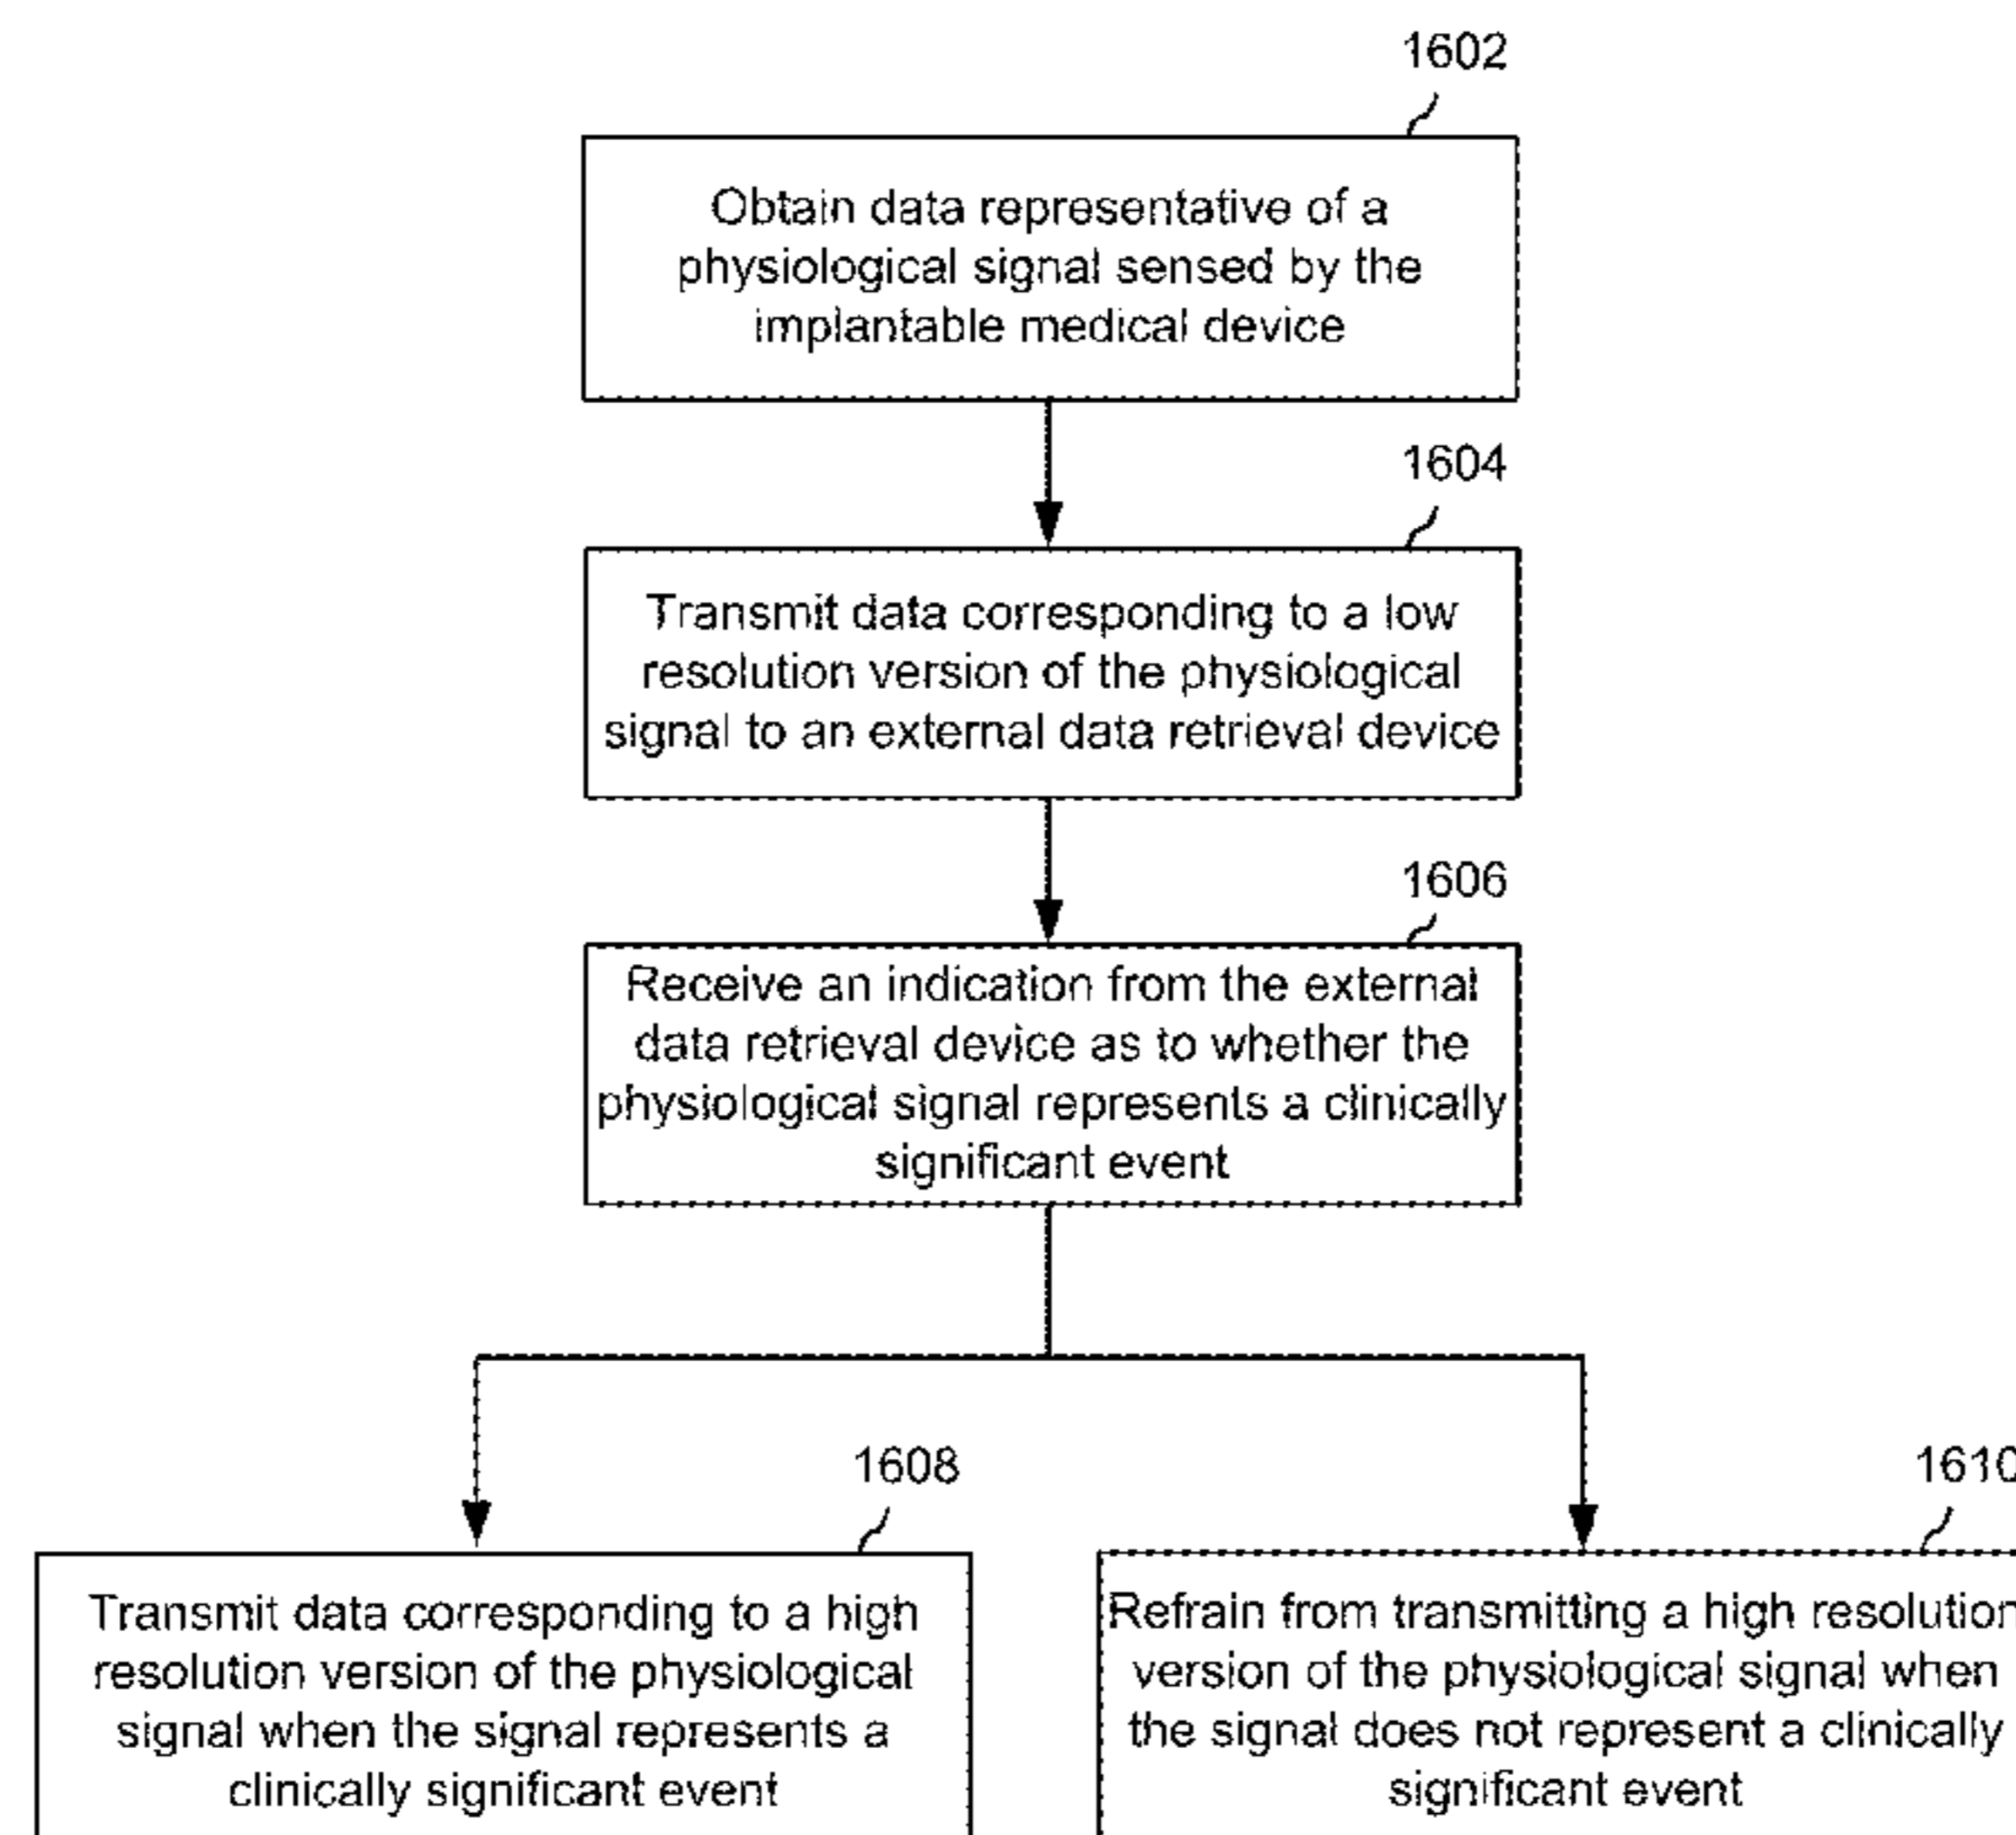 1602
Obtain data representative of a
physiological signal sensed by the
implantable medical device
1604
Transmit data corresponding to a low
resolution version of the physiological
signal to an external data retrieval device
1606
Receive an indication from the external
data retrieval device as to whether the
physiological signal represents a clinically
significant event
1608
Transmit data corresponding to a high
resolution version of the physiological
signal when the signal represents a
clinically significant event
1610
Refrain from transmitting a high resolution
version of the physiological signal when
the signal does not represent a clinically
significant event